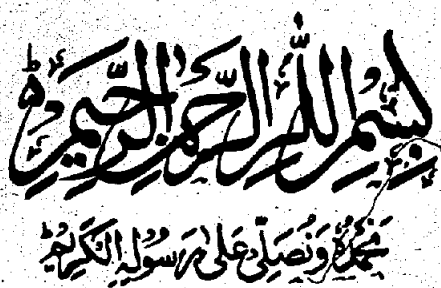 بِسْمِ اللّٰهِ الرَّحْمٰنِ الرَّحِيْمِ ط
نَحْمَدُهٗ وَنُصَلِّىْ عَلٰى رَسُوْلِهِ الْكَرِيْمِ ط